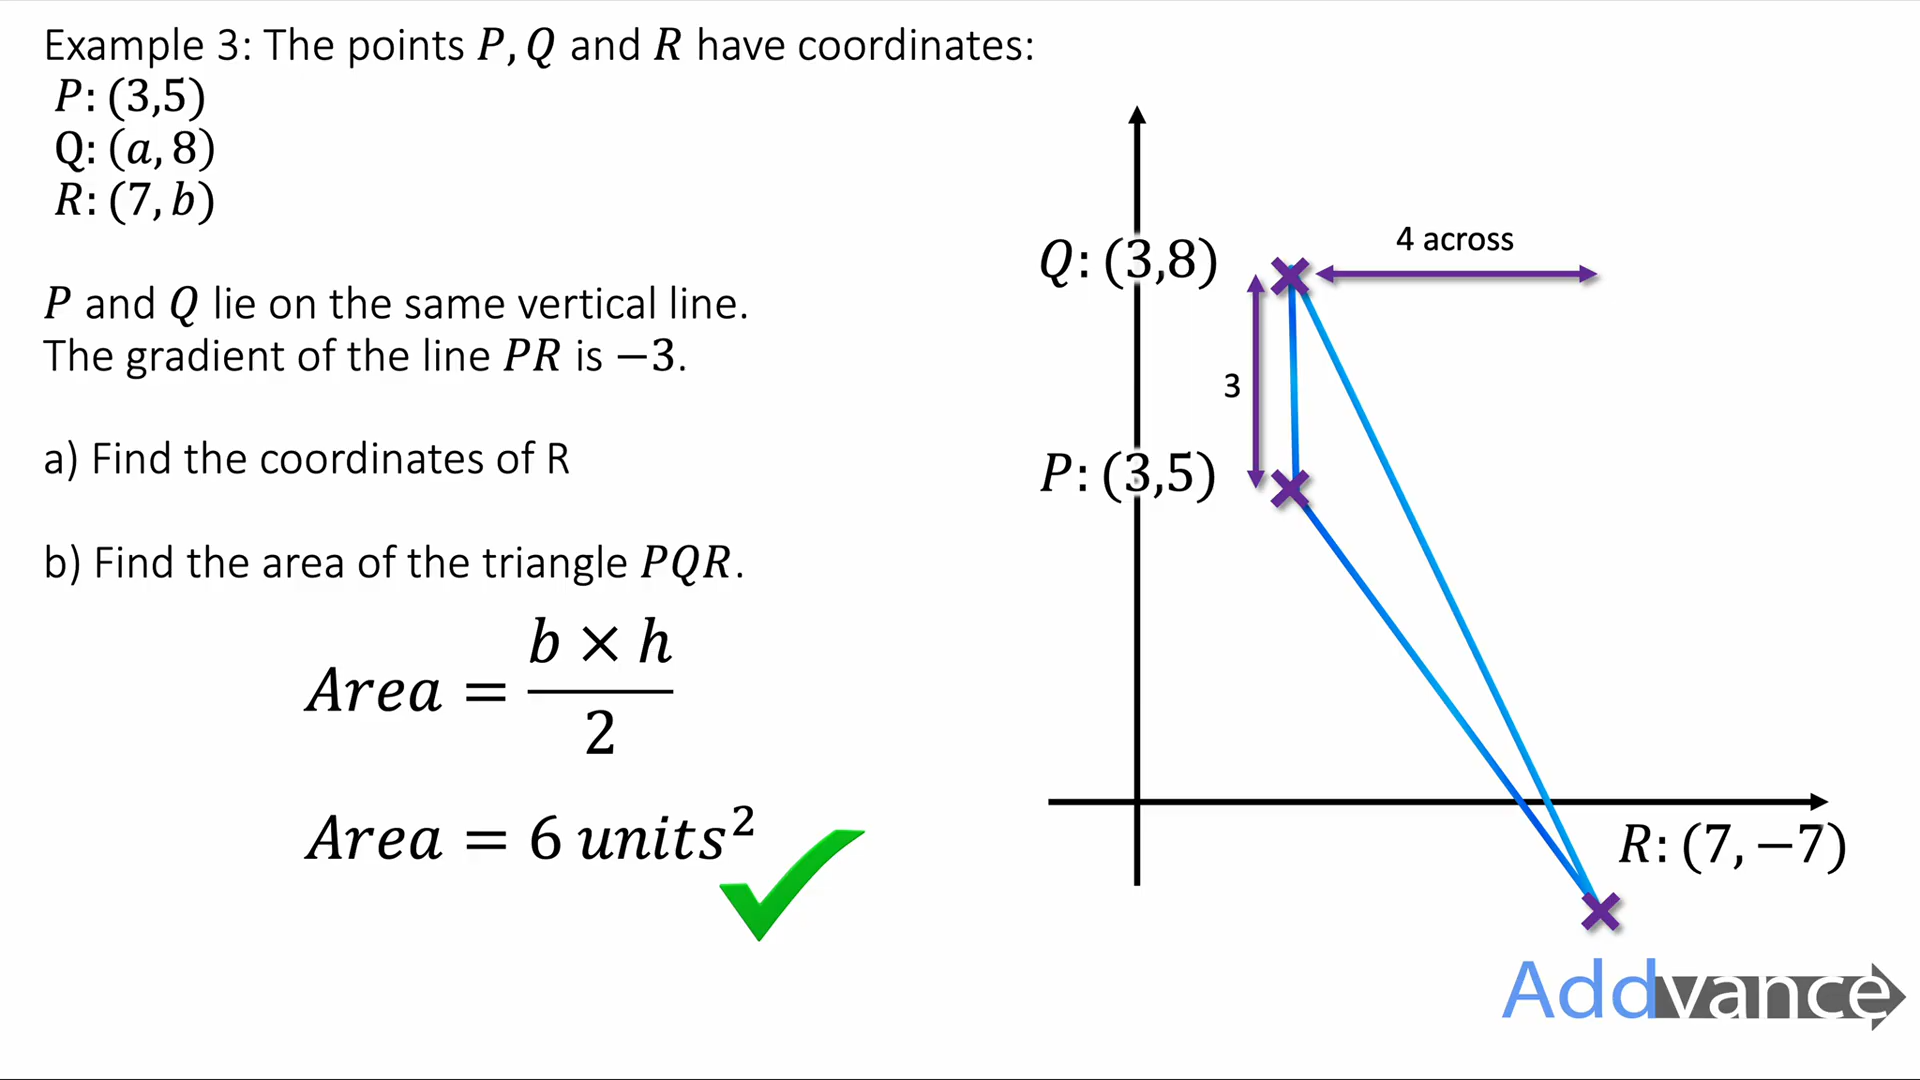 Example 3: The points P, Q and R have coordinates:
P: (3,5)
Q: (a, 8)
R: (7, b)
P and Q lie on the same vertical line.
The gradient of the line PR is −3.
a) Find the coordinates of R
b) Find the area of the triangle PQR.
Area = b × h / 2
Area = 6 units²
4 across
Q: (3,8)
3
P: (3,5)
R: (7, −7)
Addvance